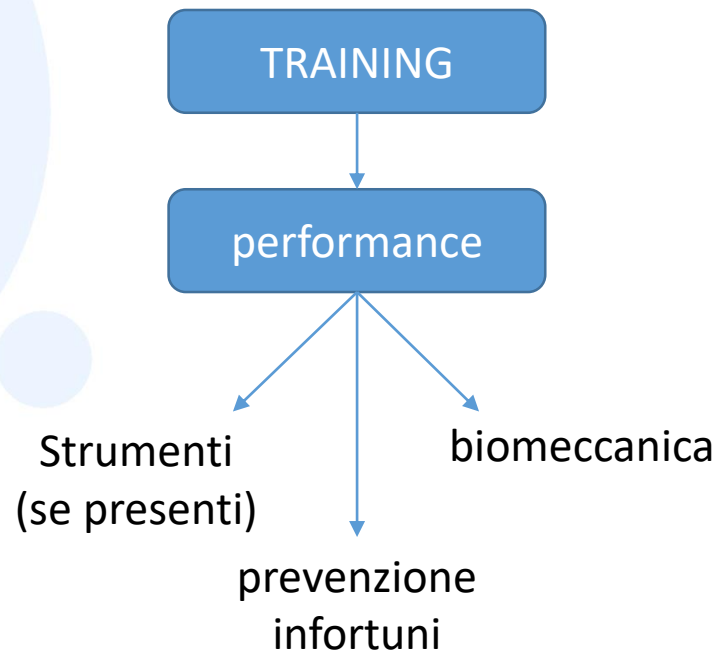 TRAINING
performance
Strumenti
(se presenti)
biomeccanica
prevenzione
infortuni